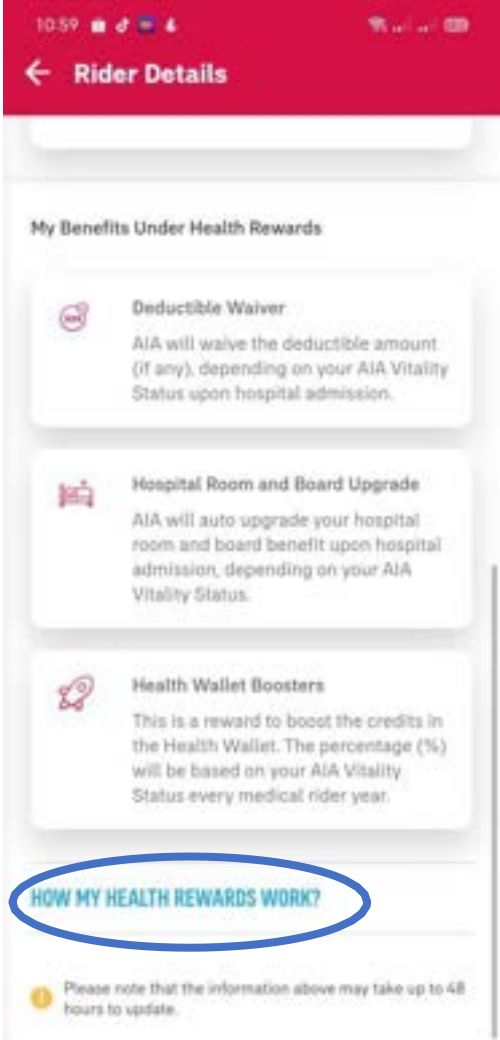 10:59
Rider Details
My Benefits Under Health Rewards
Deductible Waiver
AIA will waive the deductible amount
(if any), depending on your AIA Vitality
Status upon hospital admission.
Hospital Room and Board Upgrade
AIA will auto upgrade your hospital
room and board benefit upon hospital
admission, depending on your AIA
Vitality Status.
Health Wallet Boosters
This is a reward to boost the credits in
the Health Wallet. The percentage (%)
will be based on your AIA Vitality
Status every medical rider year.
HOW MY HEALTH REWARDS WORK?
Please note that the information above may take up to 48
hours to update.